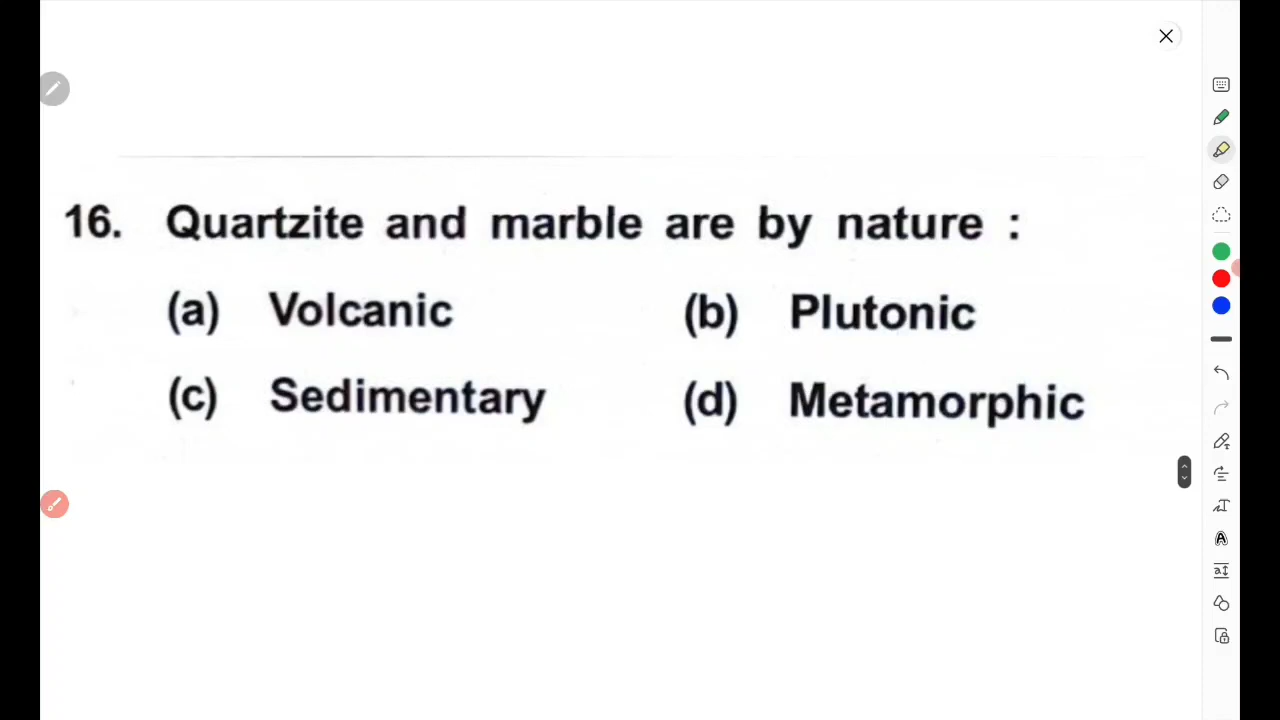 16. Quartzite and marble are by nature :
(a) Volcanic (b) Plutonic
(c) Sedimentary (d) Metamorphic